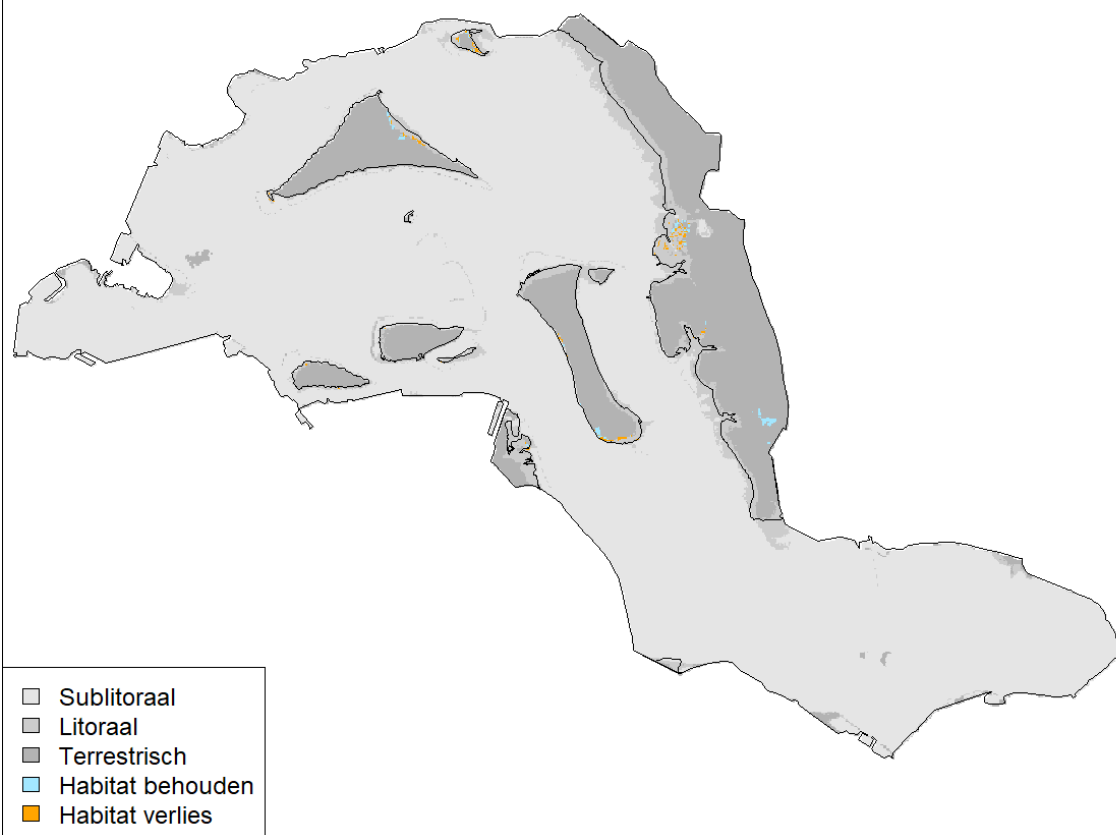 Sublitoraal
Litoraal
Terrestrisch
Habitat behouden
Habitat verlies